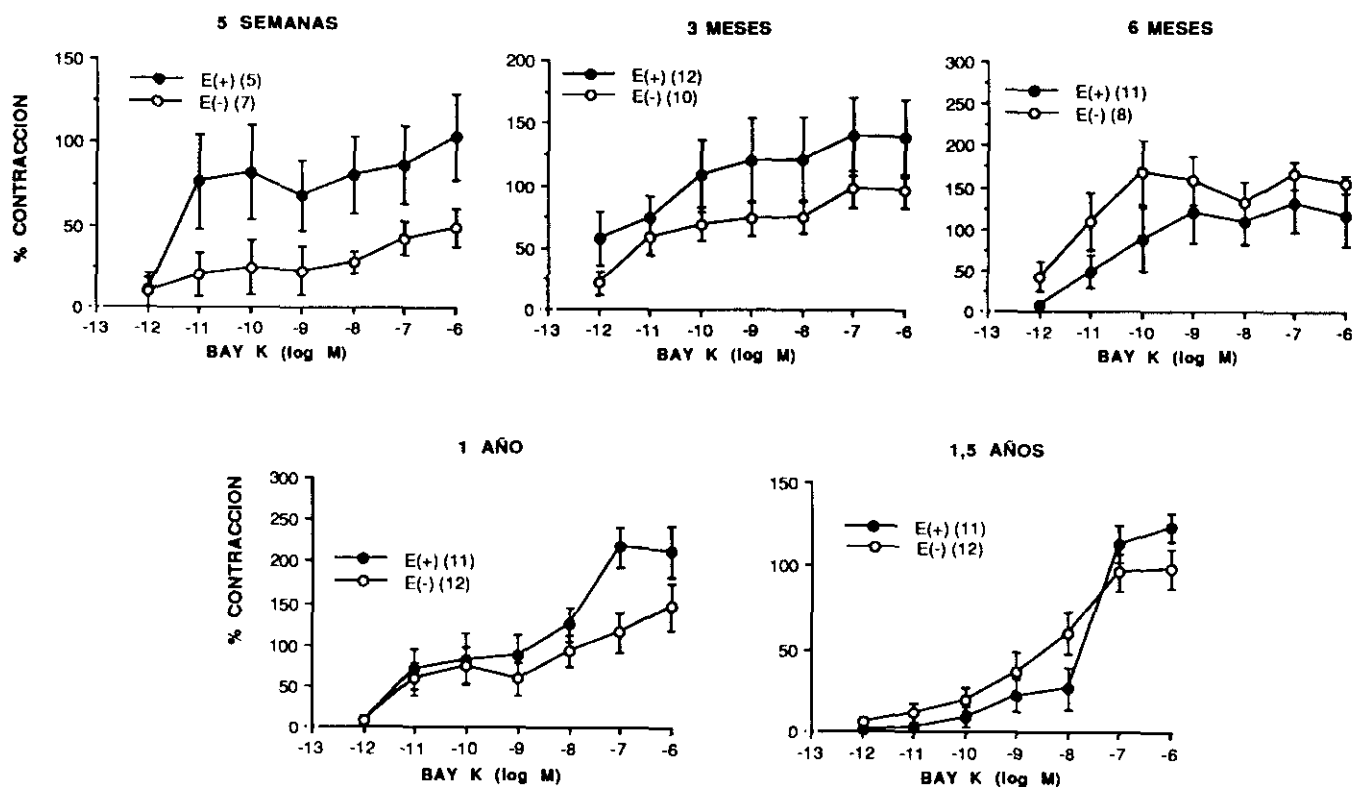 5 SEMANAS
% CONTRACCION
150
100
50
0
E(+) (5)
E(-) (7)
-13 -12 -11 -10 -9 -8 -7 -6
BAY K (log M)
3 MESES
200
150
100
50
0
E(+) (12)
E(-) (10)
-13 -12 -11 -10 -9 -8 -7 -6
BAY K (log M)
6 MESES
300
250
200
150
100
50
0
E(+) (11)
E(-) (8)
-13 -12 -11 -10 -9 -8 -7 -6
BAY K (log M)
1 AÑO
% CONTRACCION
300
250
200
150
100
50
0
E(+) (11)
E(-) (12)
-13 -12 -11 -10 -9 -8 -7 -6
BAY K (log M)
1,5 AÑOS
150
100
50
0
E(+) (11)
E(-) (12)
-13 -12 -11 -10 -9 -8 -7 -6
BAY K (log M)